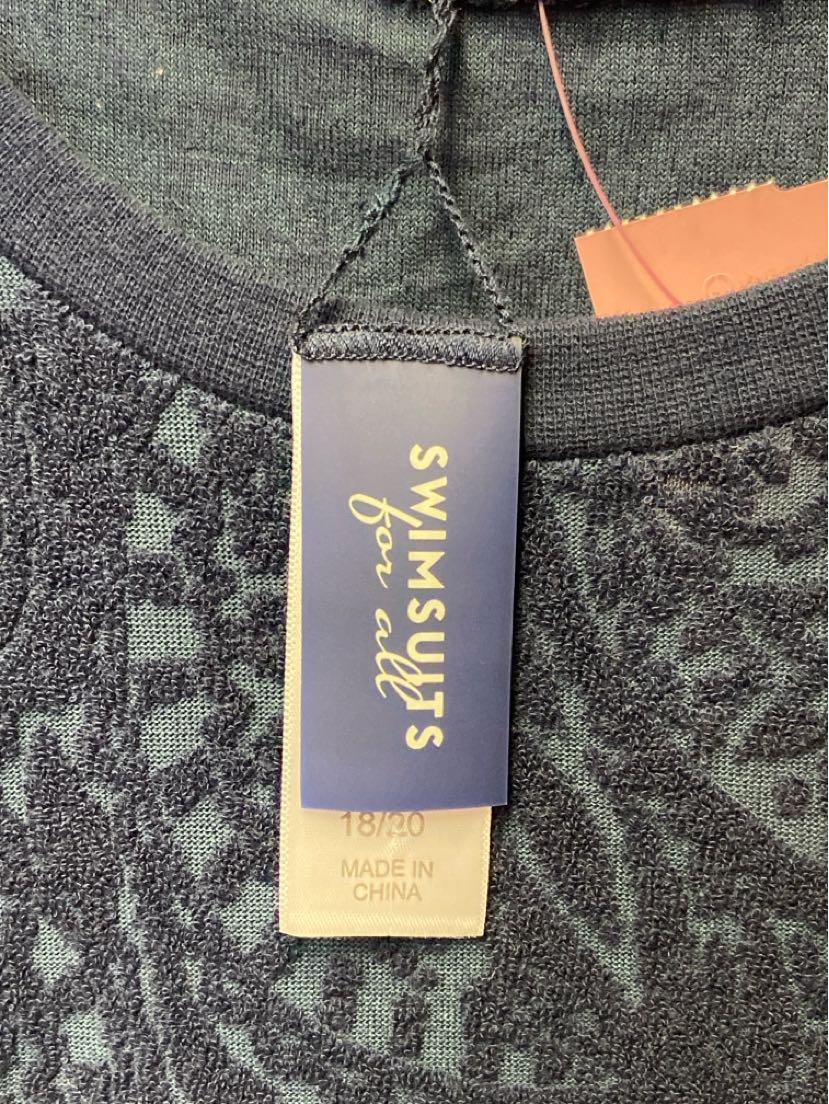 SWIMSUITS
for all
18/20
MADE IN
CHINA